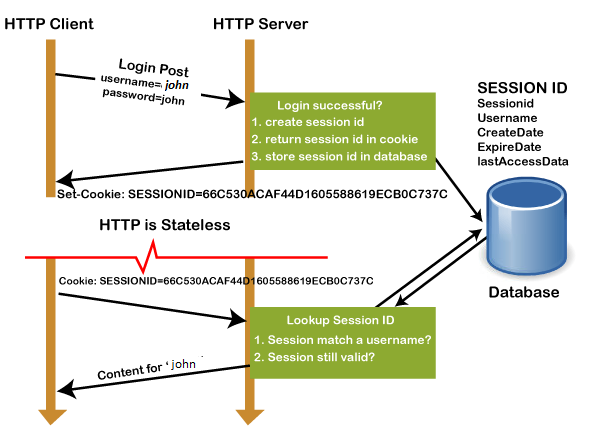 HTTP Client
HTTP Server
Login Post
username= john
password=john
Login successful?
1. create session id
2. return session id in cookie
3. store session id in database
SESSION ID
Sessionid
Username
CreateDate
ExpireDate
lastAccessData
Set-Cookie: SESSIONID=66C530ACAF44D1605588619ECB0C737C
HTTP is Stateless
Cookie: SESSIONID=66C530ACAF44D1605588619ECB0C737C
Database
Lookup Session ID
1. Session match a username?
2. Session still valid?
Content for 'john'